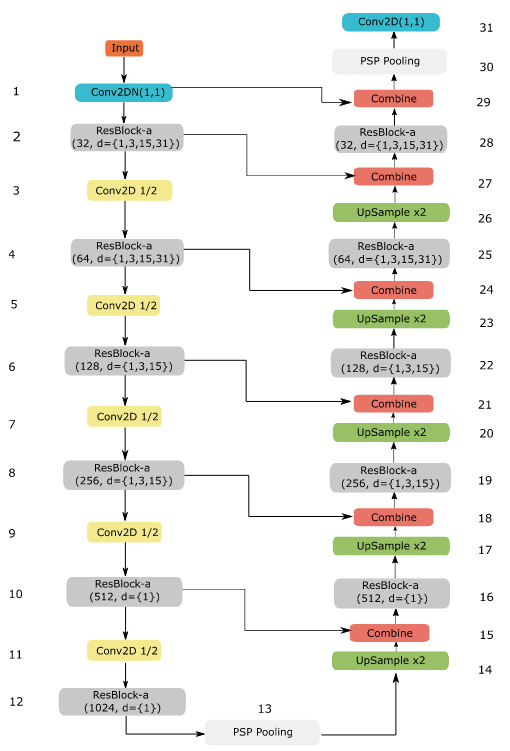 Input
1
Conv2DN(1,1)
2
ResBlock-a
(32, d={1,3,15,31})
3
Conv2D 1/2
4
ResBlock-a
(64, d={1,3,15,31})
5
Conv2D 1/2
6
ResBlock-a
(128, d={1,3,15})
7
Conv2D 1/2
8
ResBlock-a
(256, d={1,3,15})
9
Conv2D 1/2
10
ResBlock-a
(512, d={1})
11
Conv2D 1/2
12
ResBlock-a
(1024, d={1})
13
PSP Pooling
UpSample x2
14
Combine
15
ResBlock-a
(512, d={1})
16
UpSample x2
17
Combine
18
ResBlock-a
(256, d={1,3,15})
19
UpSample x2
20
Combine
21
ResBlock-a
(128, d={1,3,15})
22
UpSample x2
23
Combine
24
ResBlock-a
(64, d={1,3,15,31})
25
UpSample x2
26
Combine
27
ResBlock-a
(32, d={1,3,15,31})
28
Combine
29
PSP Pooling
30
Conv2D(1,1)
31